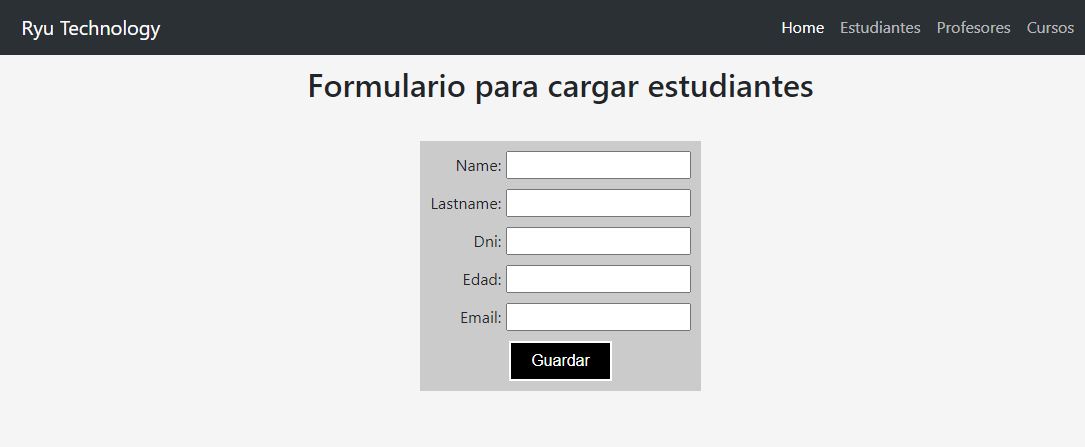 Ryu Technology Home Estudiantes Profesores Cursos
Formulario para cargar estudiantes
Name:
Lastname:
Dni:
Edad:
Email:
Guardar